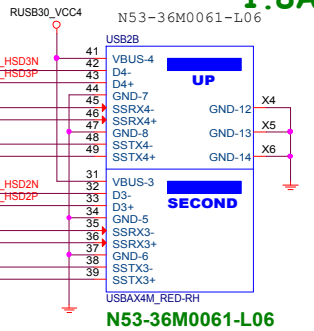 RUSB30_VCC4
N53-36M0061-L06
USB2B
41 VBUS-4
_HSD3N 42 D4-
_HSD3P 43 D4+
44 GND-7
45 SSRX4-
46 SSRX4+
47 GND-8
48 SSTX4-
49 SSTX4+
UP
GND-12 X4
GND-13 X5
GND-14 X6
31 VBUS-3
_HSD2N 32 D3-
_HSD2P 33 D3+
34 GND-5
35 SSRX3-
36 SSRX3+
37 GND-6
38 SSTX3-
39 SSTX3+
SECOND
USBAX4M_RED-RH
N53-36M0061-L06